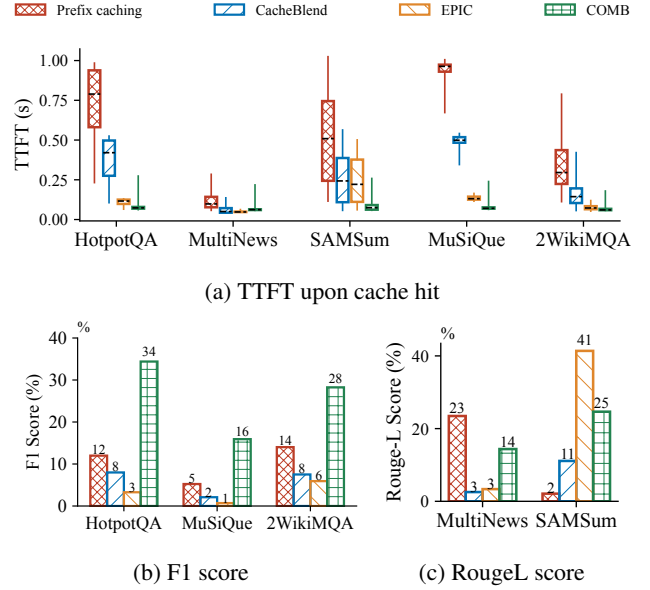 Prefix caching CacheBlend EPIC COMB
TTFT (s)
1.00
0.75
0.50
0.25
0.00
HotpotQA MultiNews SAMSum MuSiQue 2WikiMQA
(a) TTFT upon cache hit
%
F1 Score (%)
40
30
20
10
0
12 8 3 34
5 2 1 16
14 8 6 28
HotpotQA MuSiQue 2WikiMQA
(b) F1 score
%
Rouge-L Score (%)
40
20
0
23 3 3 14
2 11 41 25
MultiNews SAMSum
(c) RougeL score